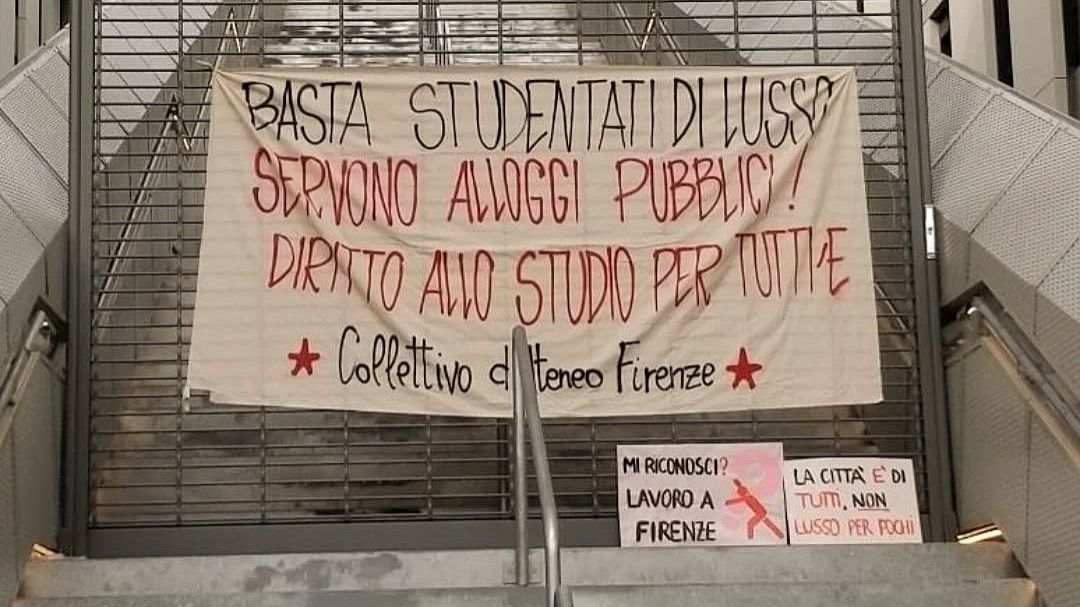 BASTA STUDENTATI DI LUSSO
SERVONO ALLOGGI PUBBLICI!
DIRITTO ALLO STUDIO PER TUTTI·E
Collettivo d'Ateneo Firenze
MI RICONOSCI?
LAVORO A
FIRENZE
LA CITTÀ È DI
TUTTI, NON
LUSSO PER POCHI